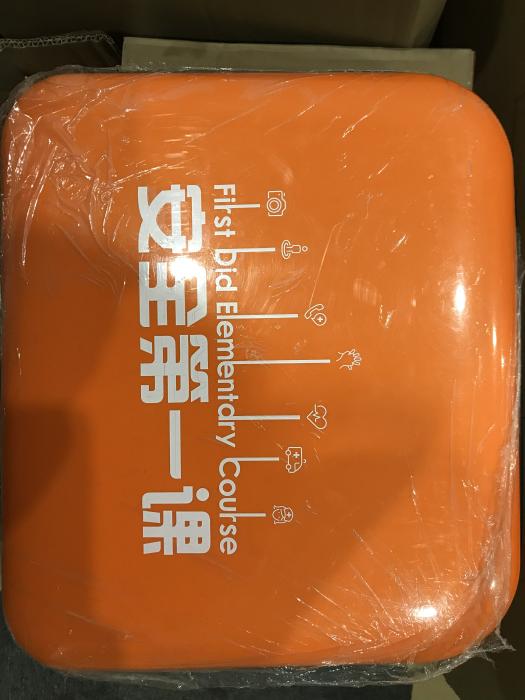 First Aid Elementary Course
安全第一课